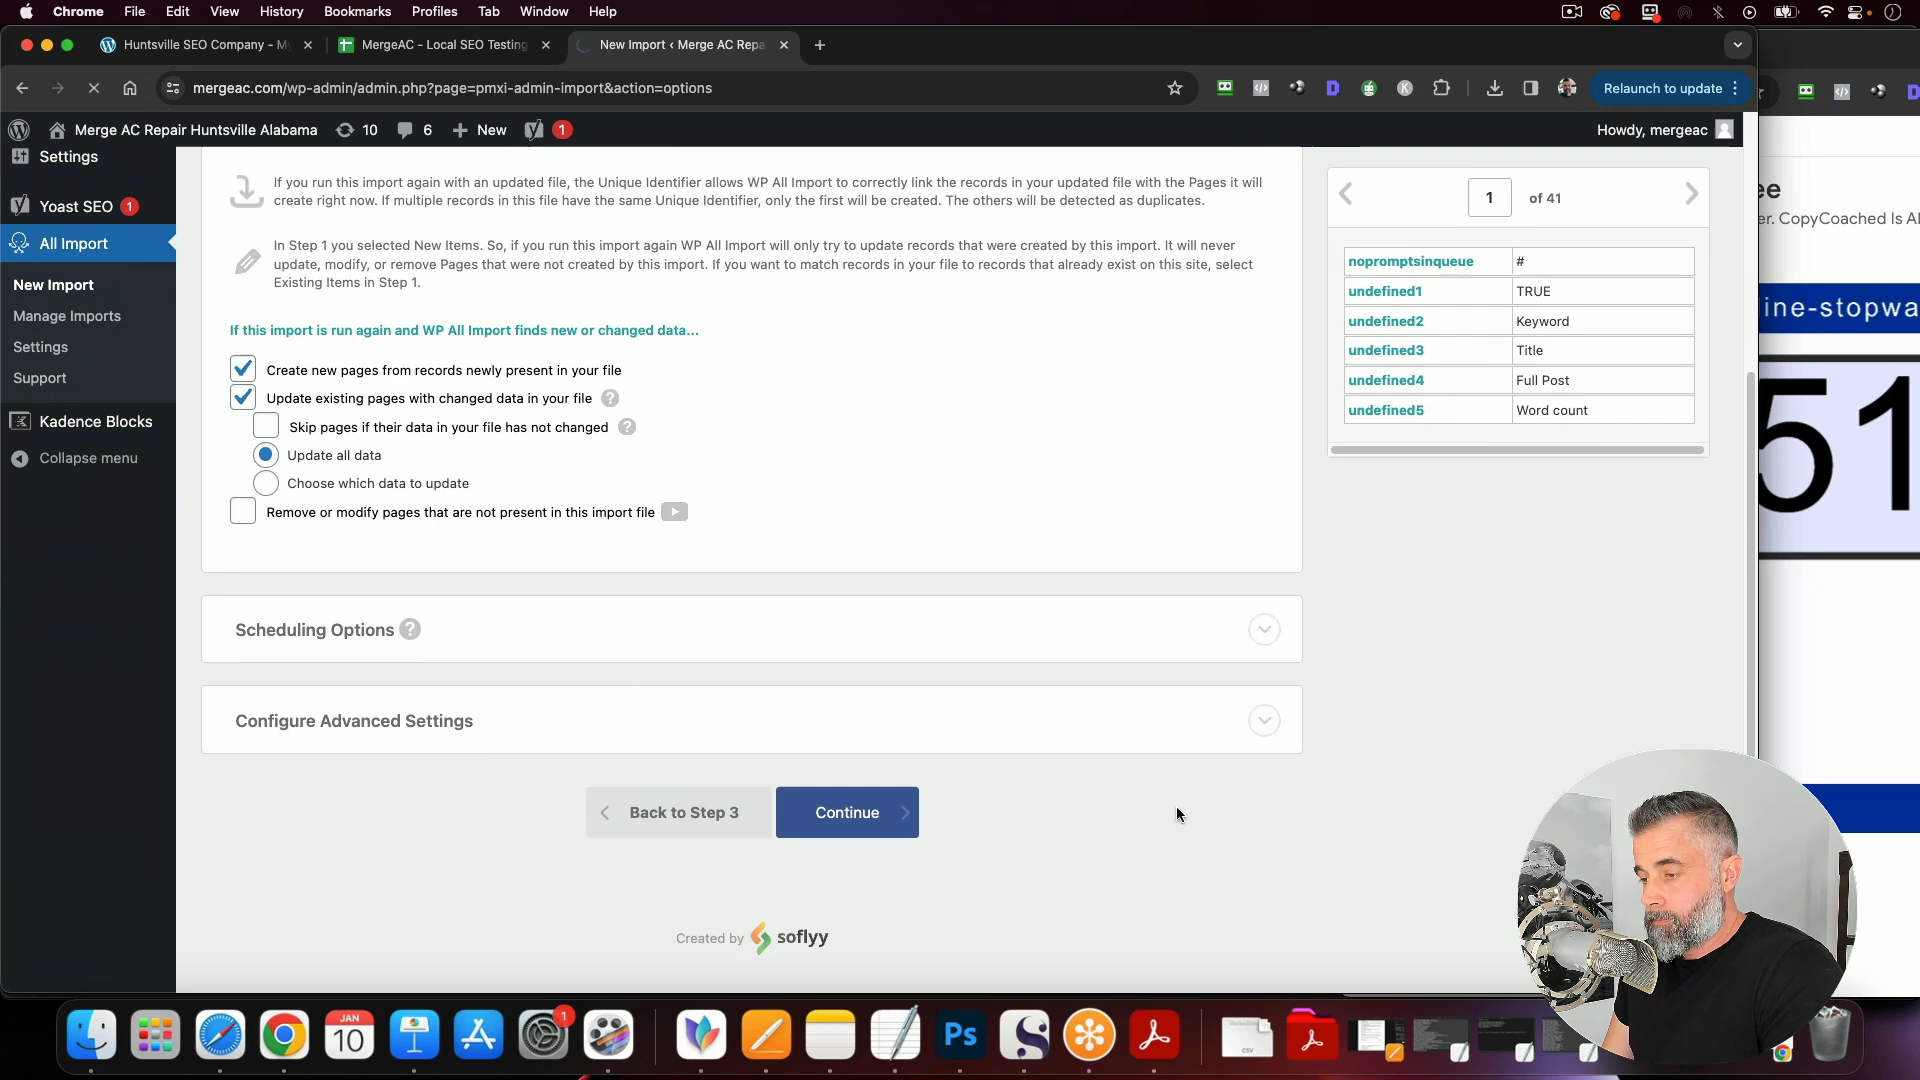 Chrome File Edit View History Bookmarks Profiles Tab Window Help
Huntsville SEO Company - My
MergeAC - Local SEO Testing
New Import ‹ Merge AC Repa
mergeac.com/wp-admin/admin.php?page=pmxi-admin-import&action=options
Relaunch to update
Merge AC Repair Huntsville Alabama 10 6 New 1
Howdy, mergeac
Settings
Yoast SEO 1
All Import
New Import
Manage Imports
Settings
Support
Kadence Blocks
Collapse menu
If you run this import again with an updated file, the Unique Identifier allows WP All Import to correctly link the records in your updated file with the Pages it will
create right now. If multiple records in this file have the same Unique Identifier, only the first will be created. The others will be detected as duplicates.
In Step 1 you selected New Items. So, if you run this import again WP All Import will only try to update records that were created by this import. It will never
update, modify, or remove Pages that were not created by this import. If you want to match records in your file to records that already exist on this site, select
Existing Items in Step 1.
If this import is run again and WP All Import finds new or changed data...
Create new pages from records newly present in your file
Update existing pages with changed data in your file ?
Skip pages if their data in your file has not changed ?
Update all data
Choose which data to update
Remove or modify pages that are not present in this import file
Scheduling Options ?
Configure Advanced Settings
Back to Step 3
Continue
Created by soflyy
1 of 41
nopromptsinqueue #
undefined1 TRUE
undefined2 Keyword
undefined3 Title
undefined4 Full Post
undefined5 Word count
ee
er. CopyCoached Is Al
line-stopwa
51
JAN
10
1
Ps
CSV